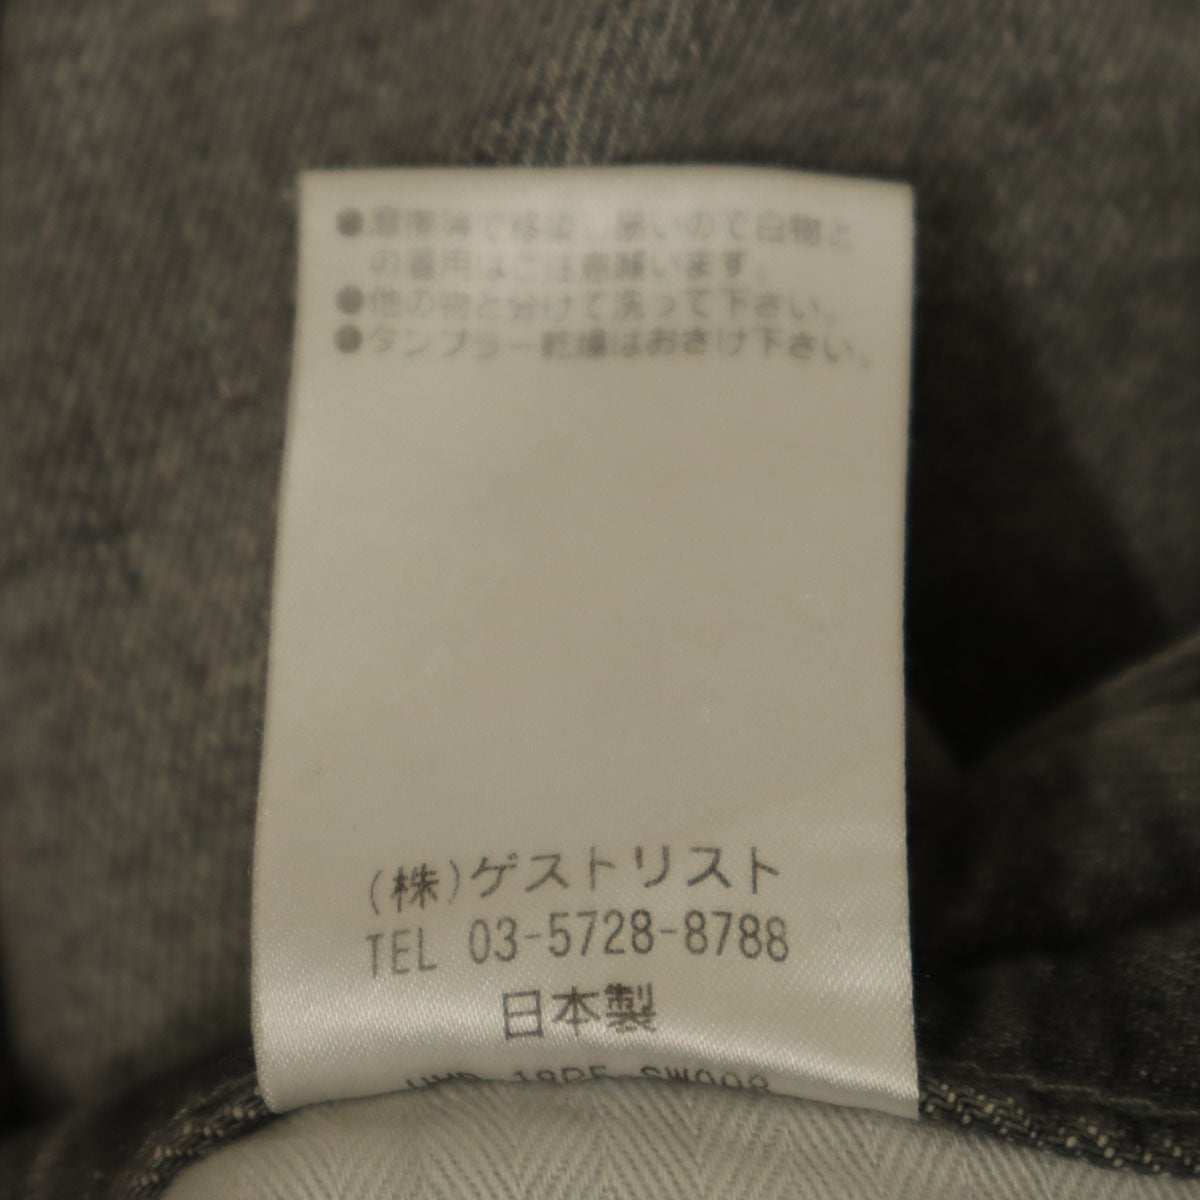 ●摩擦等で移染し易いので白物と
の着用はご注意願います。
●他の物と分けて洗って下さい。
●タンブラー乾燥はおさけ下さい。
(株)ゲストリスト
TEL 03-5728-8788
日本製